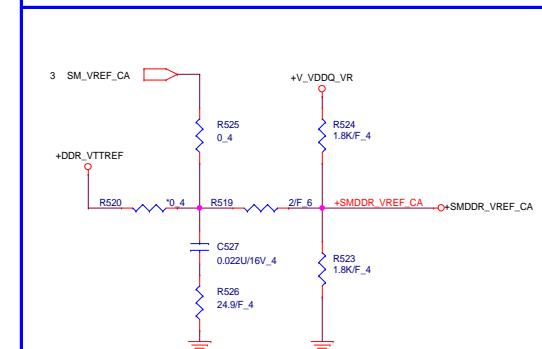 3 SM_VREF_CA
+V_VDDQ_VR
R525
0_4
R524
1.8K/F_4
+DDR_VTTREF
R520
*0_4
R519
2/F_6
+SMDDR_VREF_CA
+SMDDR_VREF_CA
C527
0.022U/16V_4
R523
1.8K/F_4
R526
24.9/F_4